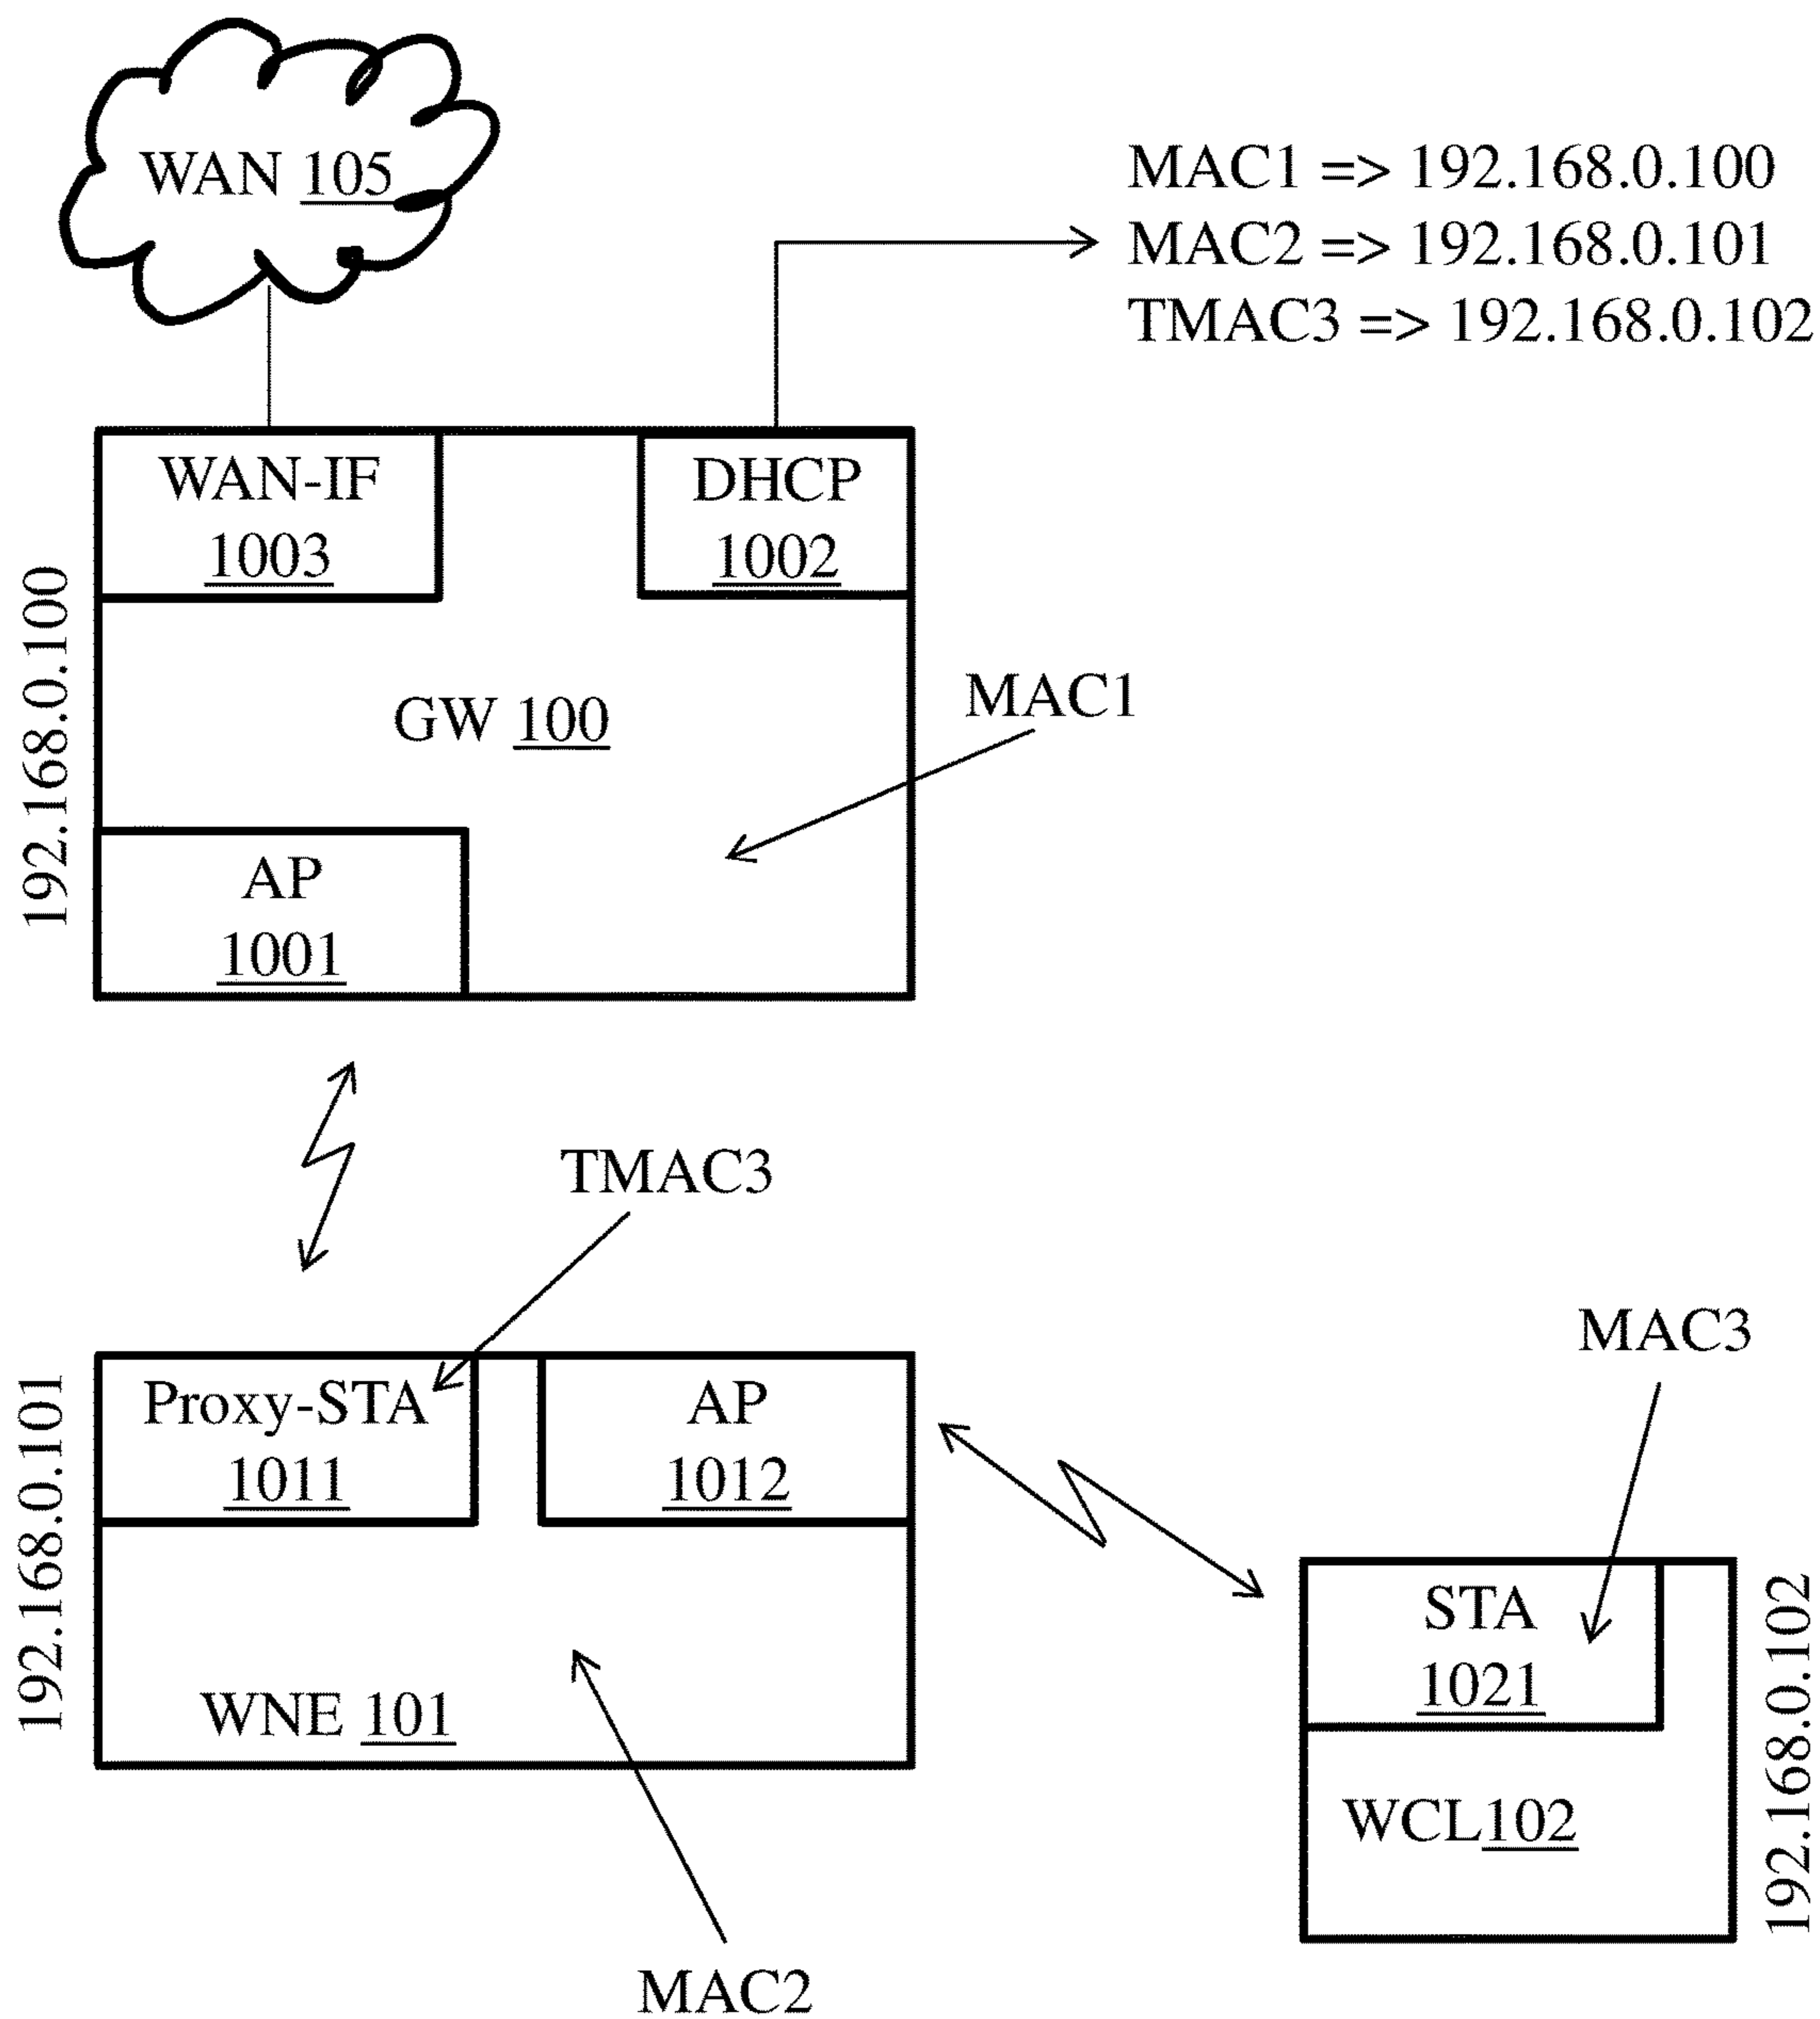 WAN 105
MAC1 => 192.168.0.100
MAC2 => 192.168.0.101
TMAC3 => 192.168.0.102
WAN-IF
1003
DHCP
1002
192.168.0.100
GW 100
MAC1
AP
1001
TMAC3
MAC3
192.168.0.101
Proxy-STA
1011
AP
1012
WNE 101
MAC2
STA
1021
WCL102
192.168.0.102